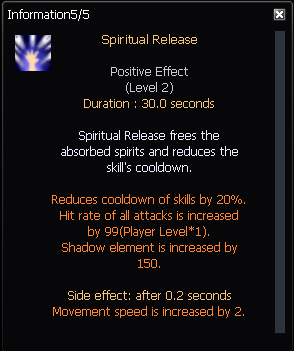 Information5/5
Spiritual Release
Positive Effect
(Level 2)
Duration : 30.0 seconds
Spiritual Release frees the
absorbed spirits and reduces the
skill's cooldown.
Reduces cooldown of skills by 20%.
Hit rate of all attacks is increased
by 99(Player Level*1).
Shadow element is increased by
150.
Side effect: after 0.2 seconds
Movement speed is increased by 2.